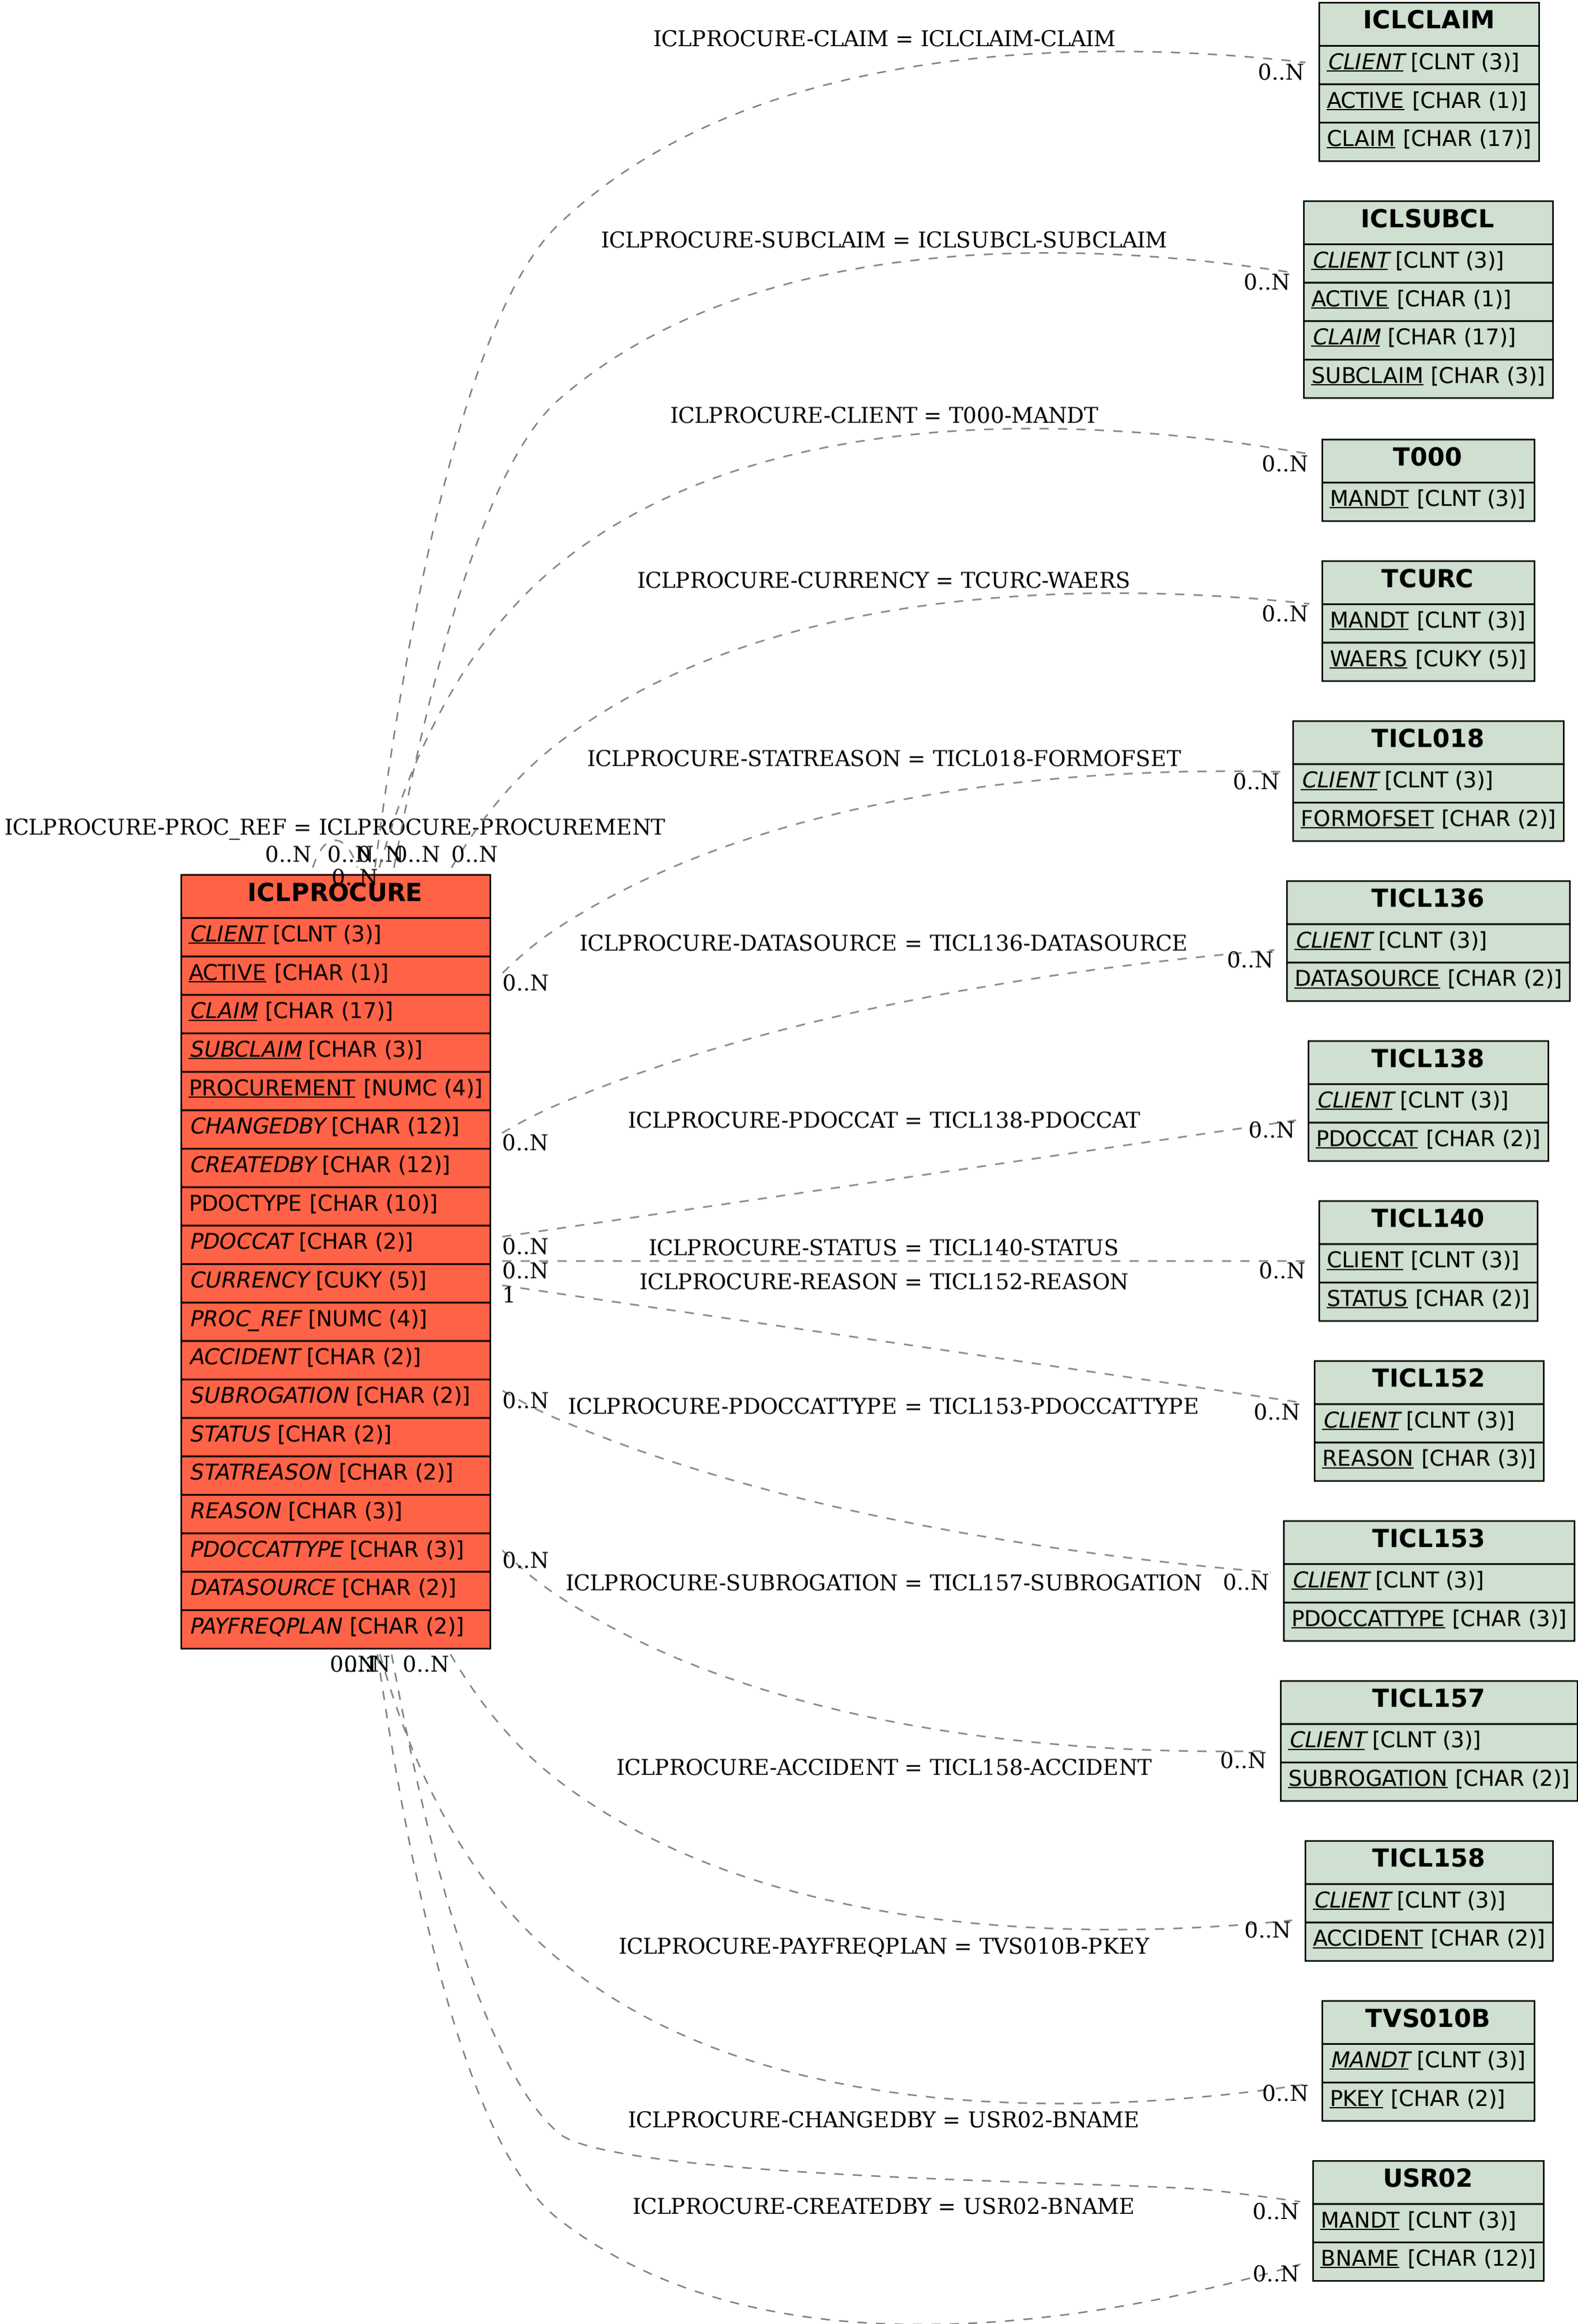 ICLPROCURE-CLAIM = ICLCLAIM-CLAIM
0..N
ICLCLAIM
CLIENT [CLNT (3)]
ACTIVE [CHAR (1)]
CLAIM [CHAR (17)]
ICLPROCURE-SUBCLAIM = ICLSUBCL-SUBCLAIM
0..N
ICLSUBCL
CLIENT [CLNT (3)]
ACTIVE [CHAR (1)]
CLAIM [CHAR (17)]
SUBCLAIM [CHAR (3)]
ICLPROCURE-CLIENT = T000-MANDT
0..N
T000
MANDT [CLNT (3)]
ICLPROCURE-CURRENCY = TCURC-WAERS
0..N
TCURC
MANDT [CLNT (3)]
WAERS [CUKY (5)]
ICLPROCURE-STATREASON = TICL018-FORMOFSET
0..N
TICL018
CLIENT [CLNT (3)]
FORMOFSET [CHAR (2)]
ICLPROCURE-PROC_REF = ICLPROCURE-PROCUREMENT
0..N
0..N
0..N
0..N
0..N
0..N
ICLPROCURE
CLIENT [CLNT (3)]
ACTIVE [CHAR (1)]
CLAIM [CHAR (17)]
SUBCLAIM [CHAR (3)]
PROCUREMENT [NUMC (4)]
CHANGEDBY [CHAR (12)]
CREATEDBY [CHAR (12)]
PDOCTYPE [CHAR (10)]
PDOCCAT [CHAR (2)]
CURRENCY [CUKY (5)]
PROC_REF [NUMC (4)]
ACCIDENT [CHAR (2)]
SUBROGATION [CHAR (2)]
STATUS [CHAR (2)]
STATREASON [CHAR (2)]
REASON [CHAR (3)]
PDOCCATTYPE [CHAR (3)]
DATASOURCE [CHAR (2)]
PAYFREQPLAN [CHAR (2)]
0..N
ICLPROCURE-DATASOURCE = TICL136-DATASOURCE
0..N
TICL136
CLIENT [CLNT (3)]
DATASOURCE [CHAR (2)]
0..N
ICLPROCURE-PDOCCAT = TICL138-PDOCCAT
0..N
TICL138
CLIENT [CLNT (3)]
PDOCCAT [CHAR (2)]
0..N
ICLPROCURE-STATUS = TICL140-STATUS
0..N
0..N
TICL140
CLIENT [CLNT (3)]
STATUS [CHAR (2)]
ICLPROCURE-REASON = TICL152-REASON
1
0..N
TICL152
CLIENT [CLNT (3)]
REASON [CHAR (3)]
0..N
ICLPROCURE-PDOCCATTYPE = TICL153-PDOCCATTYPE
0..N
TICL153
CLIENT [CLNT (3)]
PDOCCATTYPE [CHAR (3)]
0..N
ICLPROCURE-SUBROGATION = TICL157-SUBROGATION
0..N
TICL157
CLIENT [CLNT (3)]
SUBROGATION [CHAR (2)]
0..N
ICLPROCURE-ACCIDENT = TICL158-ACCIDENT
0..N
TICL158
CLIENT [CLNT (3)]
ACCIDENT [CHAR (2)]
ICLPROCURE-PAYFREQPLAN = TVS010B-PKEY
0..N
TVS010B
MANDT [CLNT (3)]
PKEY [CHAR (2)]
ICLPROCURE-CHANGEDBY = USR02-BNAME
0..N
USR02
MANDT [CLNT (3)]
BNAME [CHAR (12)]
ICLPROCURE-CREATEDBY = USR02-BNAME
0..N